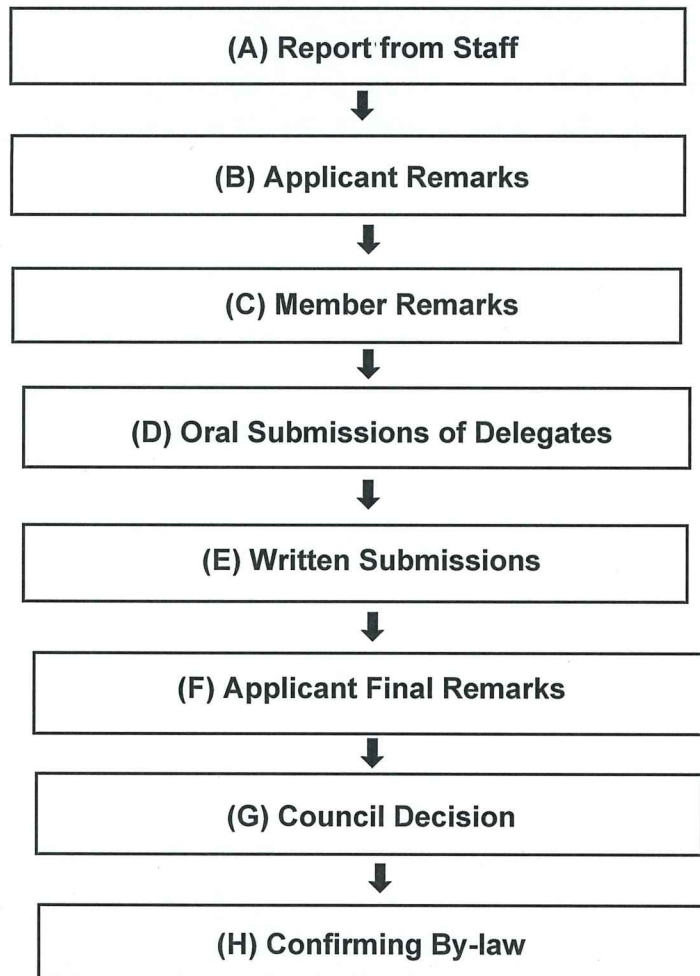 (A) Report from Staff
(B) Applicant Remarks
(C) Member Remarks
(D) Oral Submissions of Delegates
(E) Written Submissions
(F) Applicant Final Remarks
(G) Council Decision
(H) Confirming By-law